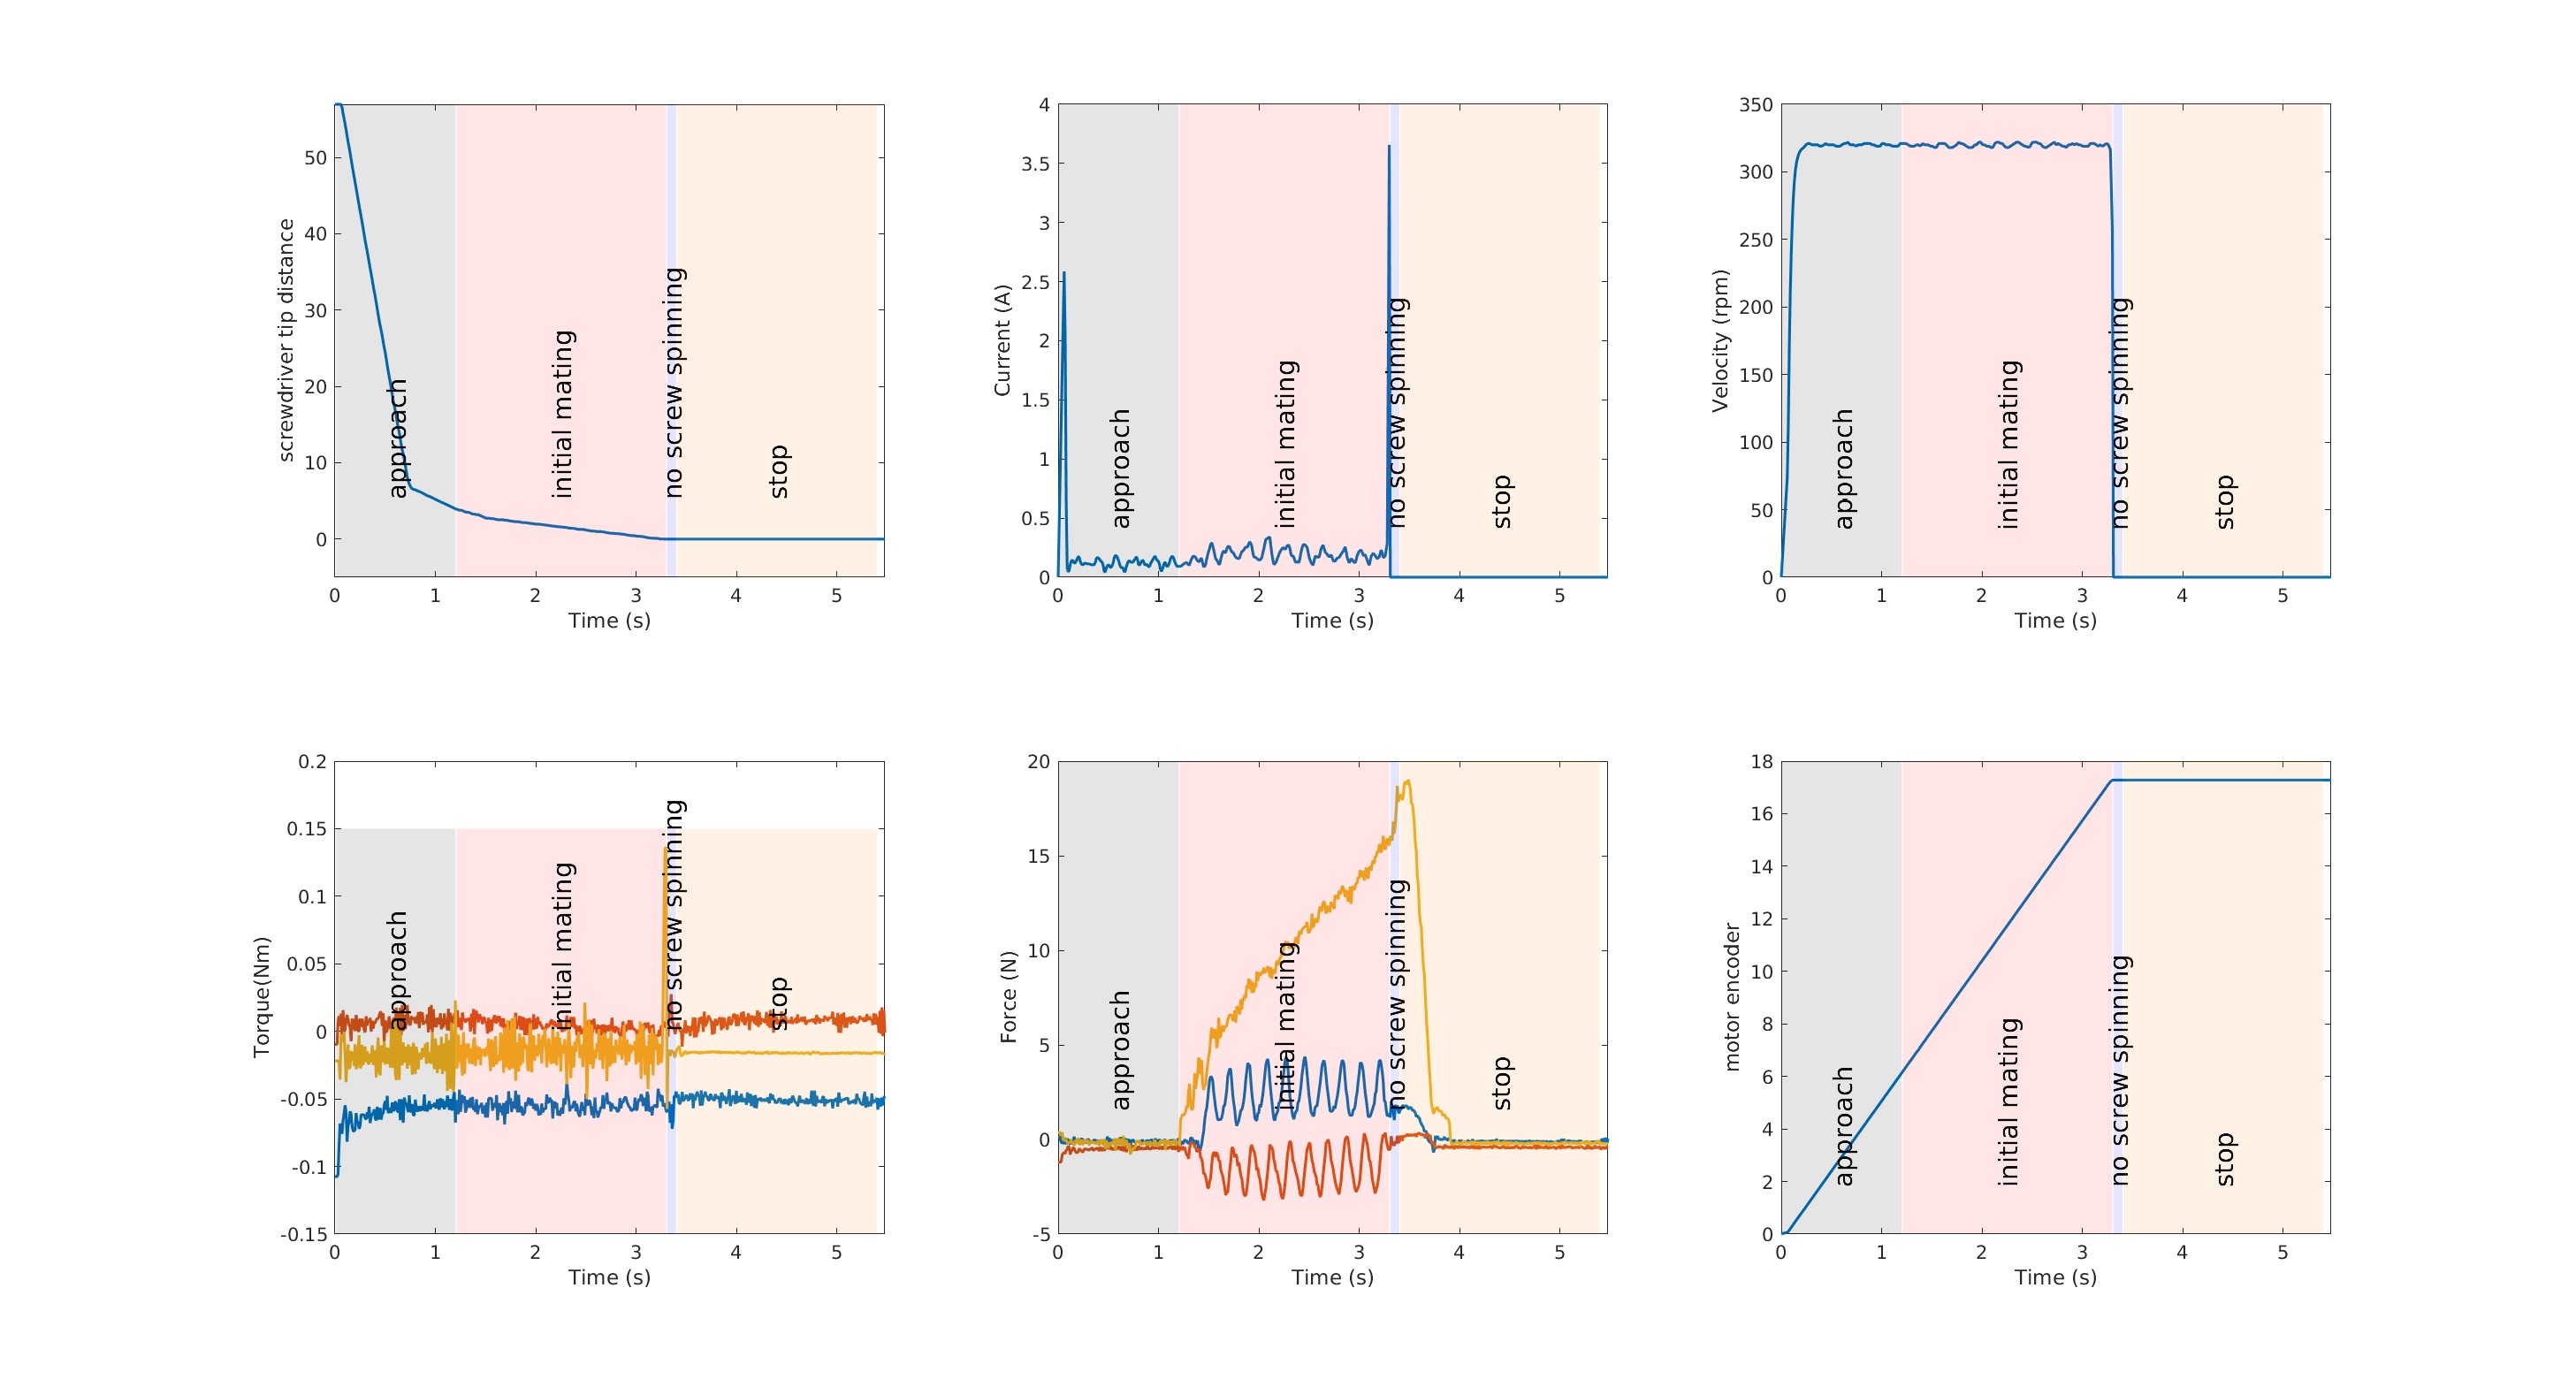 screwdriver tip distance
50
40
30
20
10
0
approach
initial mating
no screw spinning
stop
0 1 2 3 4 5
Time (s)
Current (A)
4
3.5
3
2.5
2
1.5
1
0.5
0
approach
initial mating
no screw spinning
stop
0 1 2 3 4 5
Time (s)
Velocity (rpm)
350
300
250
200
150
100
50
0
approach
initial mating
no screw spinning
stop
0 1 2 3 4 5
Time (s)
Torque(Nm)
0.2
0.15
0.1
0.05
0
-0.05
-0.1
-0.15
approach
initial mating
no screw spinning
stop
0 1 2 3 4 5
Time (s)
Force (N)
20
15
10
5
0
-5
approach
initial mating
no screw spinning
stop
0 1 2 3 4 5
Time (s)
motor encoder
18
16
14
12
10
8
6
4
2
0
approach
initial mating
no screw spinning
stop
0 1 2 3 4 5
Time (s)